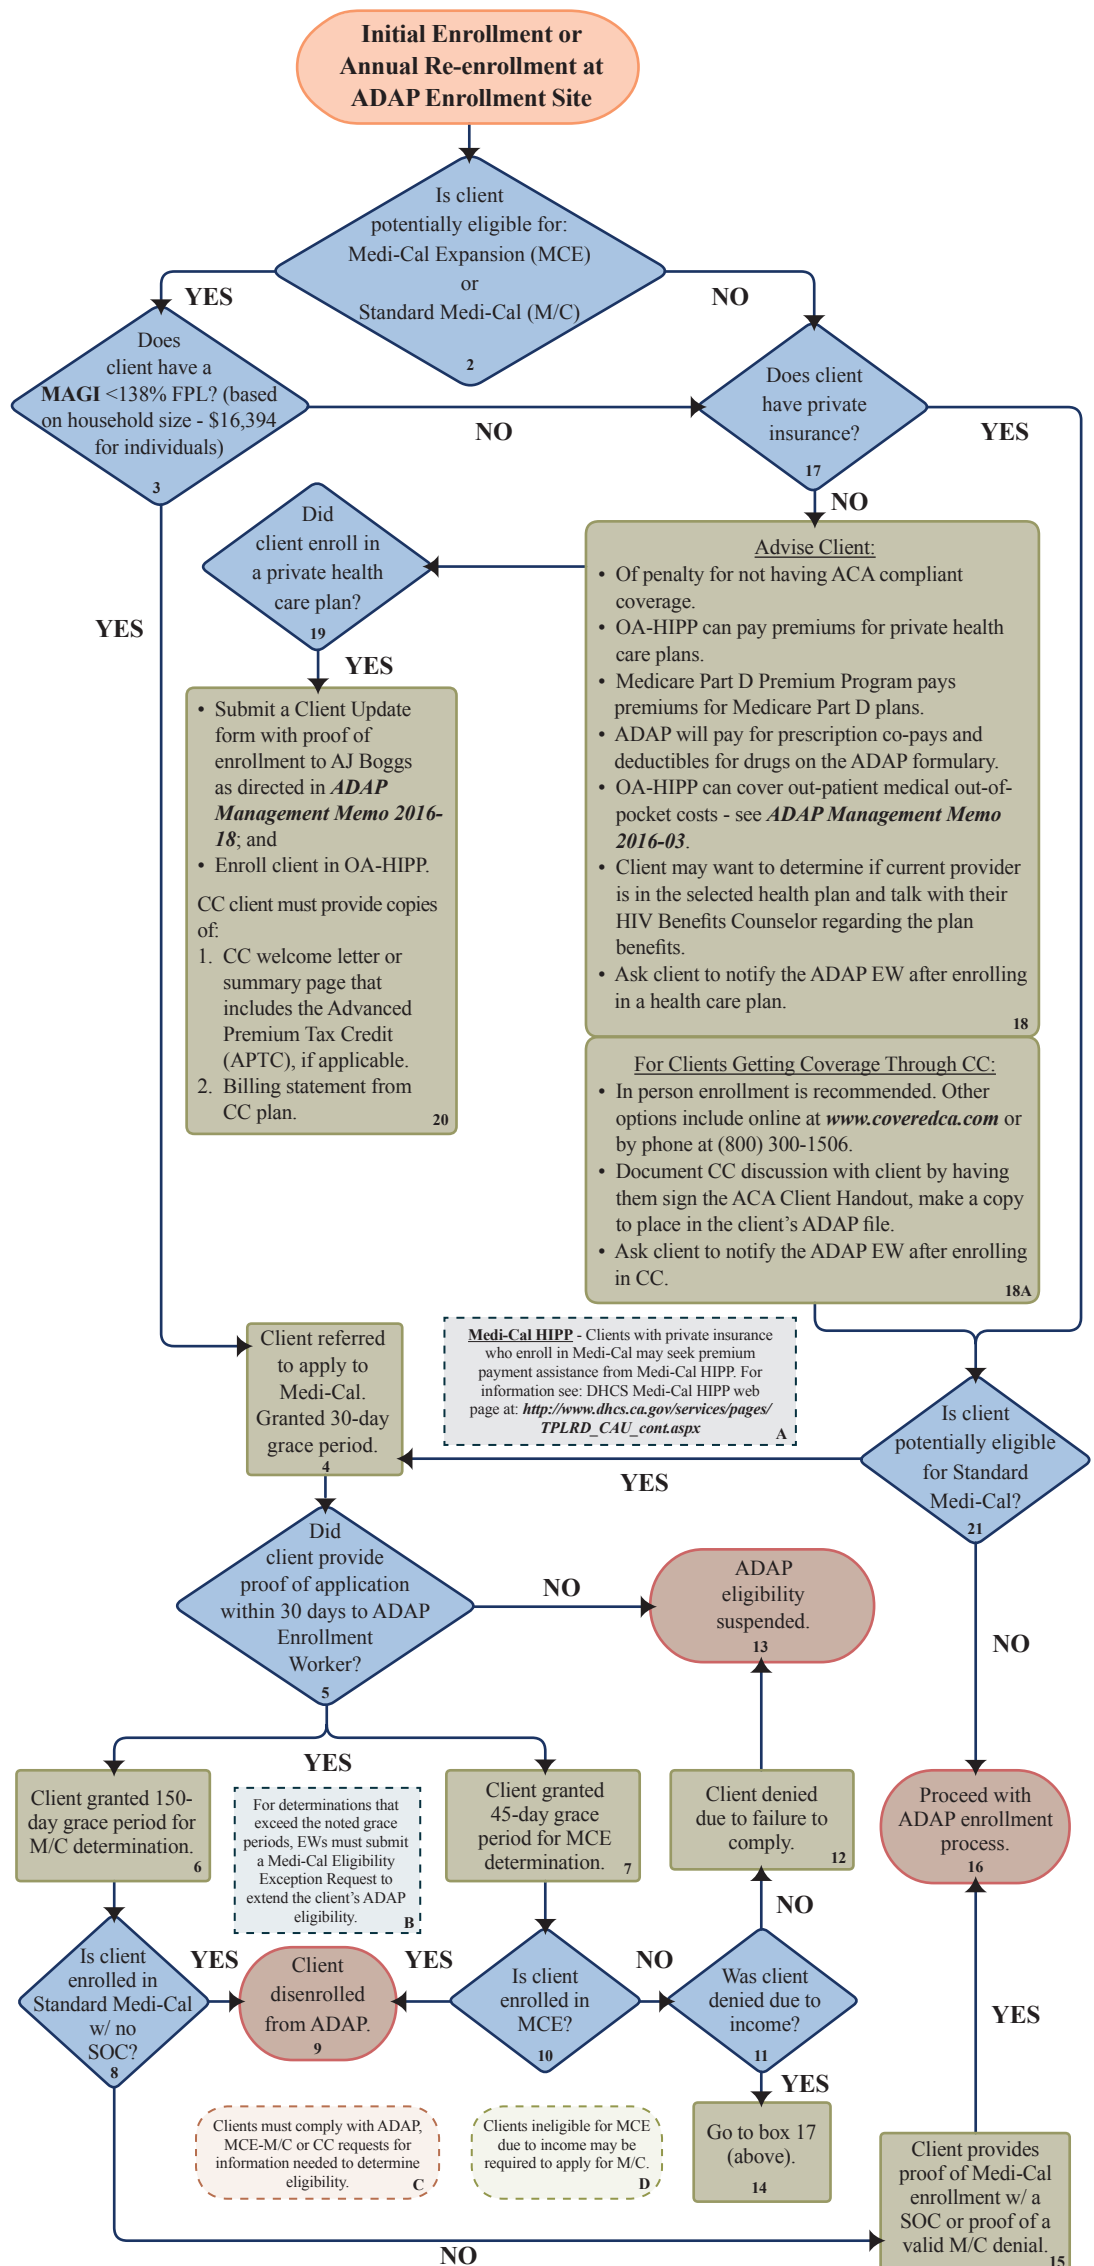 Initial Enrollment or
Annual Re-enrollment at
ADAP Enrollment Site
Is client
potentially eligible for:
Medi-Cal Expansion (MCE)
or
Standard Medi-Cal (M/C)
2
YES
NO
Does
client have a
MAGI <138% FPL? (based
on household size - $16,394
for individuals)
3
NO
Does client
have private
insurance?
17
YES
NO
Did
client enroll in
a private health
care plan?
19
YES
YES
Advise Client:
• Of penalty for not having ACA compliant
coverage.
• OA-HIPP can pay premiums for private health
care plans.
• Medicare Part D Premium Program pays
premiums for Medicare Part D plans.
• ADAP will pay for prescription co-pays and
deductibles for drugs on the ADAP formulary.
• OA-HIPP can cover out-patient medical out-of-
pocket costs - see ADAP Management Memo
2016-03.
• Client may want to determine if current provider
is in the selected health plan and talk with their
HIV Benefits Counselor regarding the plan
benefits.
• Ask client to notify the ADAP EW after enrolling
in a health care plan.
18
• Submit a Client Update
form with proof of
enrollment to AJ Boggs
as directed in ADAP
Management Memo 2016-
18; and
• Enroll client in OA-HIPP.
CC client must provide copies
of:
1. CC welcome letter or
summary page that
includes the Advanced
Premium Tax Credit
(APTC), if applicable.
2. Billing statement from
CC plan.
20
For Clients Getting Coverage Through CC:
• In person enrollment is recommended. Other
options include online at www.coveredca.com or
by phone at (800) 300-1506.
• Document CC discussion with client by having
them sign the ACA Client Handout, make a copy
to place in the client's ADAP file.
• Ask client to notify the ADAP EW after enrolling
in CC.
18A
Client referred
to apply to
Medi-Cal.
Granted 30-day
grace period.
4
Medi-Cal HIPP - Clients with private insurance
who enroll in Medi-Cal may seek premium
payment assistance from Medi-Cal HIPP. For
information see: DHCS Medi-Cal HIPP web
page at: http://www.dhcs.ca.gov/services/pages/
TPLRD_CAU_cont.aspx
A
Is client
potentially eligible
for Standard
Medi-Cal?
21
YES
NO
Did
client provide
proof of application
within 30 days to ADAP
Enrollment
Worker?
5
NO
ADAP
eligibility
suspended.
13
YES
Client granted 150-
day grace period for
M/C determination.
6
For determinations that
exceed the noted grace
periods, EWs must submit
a Medi-Cal Eligibility
Exception Request to
extend the client's ADAP
eligibility.
B
Client granted
45-day grace
period for MCE
determination.
7
Client denied
due to failure to
comply.
12
Proceed with
ADAP enrollment
process.
16
NO
Is client
enrolled in
Standard Medi-Cal
w/ no
SOC?
8
YES
Client
disenrolled
from ADAP.
9
YES
Is client
enrolled in
MCE?
10
NO
Was client
denied due to
income?
11
YES
YES
Clients must comply with ADAP,
MCE-M/C or CC requests for
information needed to determine
eligibility.
C
Clients ineligible for MCE
due to income may be
required to apply for M/C.
D
Go to box 17
(above).
14
Client provides
proof of Medi-Cal
enrollment w/ a
SOC or proof of a
valid M/C denial.
15
NO